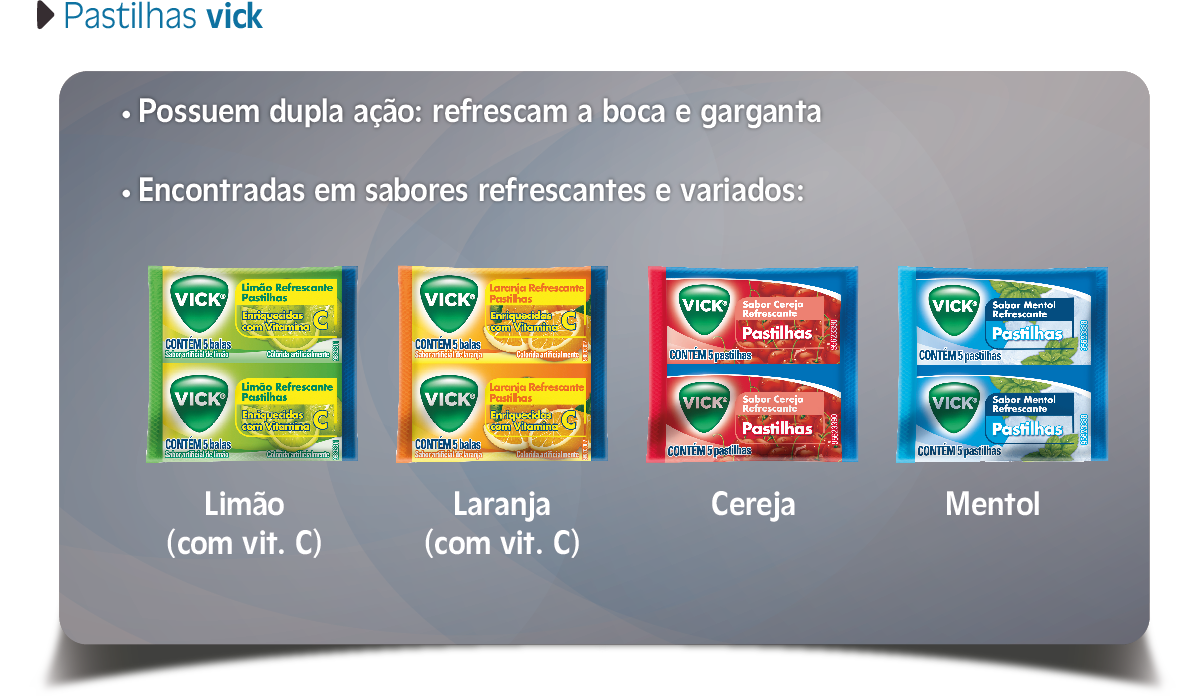 Pastilhas vick
• Possuem dupla ação: refrescam a boca e garganta
• Encontradas em sabores refrescantes e variados:
VICK®
Limão Refrescante
Pastilhas
Enriquecidas
com Vitamina C
CONTÉM 5 balas
Sabor artificial de limão
Colorida artificialmente
VICK®
Limão Refrescante
Pastilhas
Enriquecidas
com Vitamina C
CONTÉM 5 balas
Sabor artificial de limão
Colorida artificialmente
VICK®
Laranja Refrescante
Pastilhas
Enriquecidas
com Vitamina C
CONTÉM 5 balas
Sabor artificial de laranja
Colorida artificialmente
VICK®
Laranja Refrescante
Pastilhas
Enriquecidas
com Vitamina C
CONTÉM 5 balas
Sabor artificial de laranja
Colorida artificialmente
VICK®
Sabor Cereja
Refrescante
Pastilhas
CONTÉM 5 pastilhas
VICK®
Sabor Cereja
Refrescante
Pastilhas
CONTÉM 5 pastilhas
VICK®
Sabor Mentol
Refrescante
Pastilhas
CONTÉM 5 pastilhas
VICK®
Sabor Mentol
Refrescante
Pastilhas
CONTÉM 5 pastilhas
Limão
(com vit. C)
Laranja
(com vit. C)
Cereja
Mentol